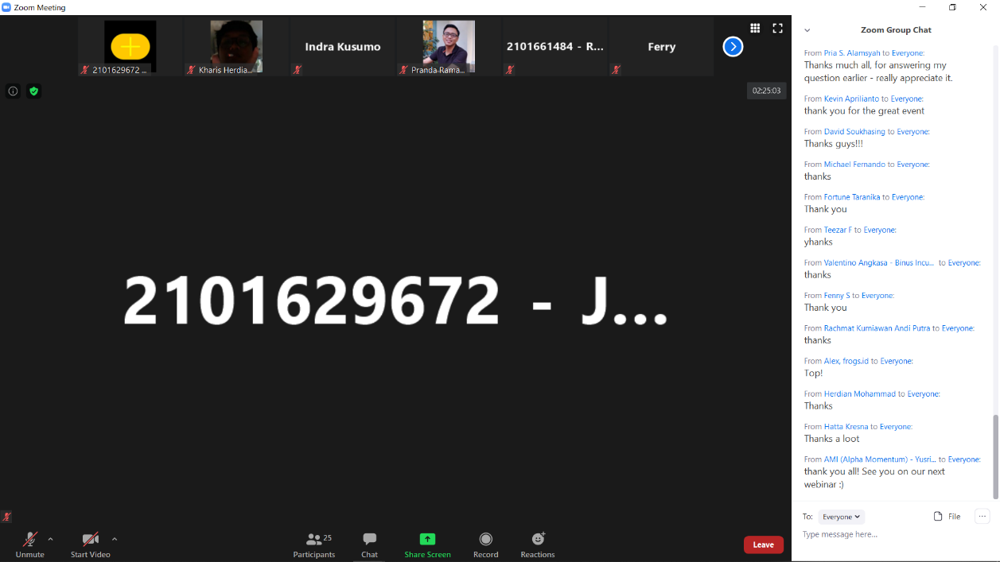 Zoom Meeting
2101629672 ...
Kharis Herdia...
Indra Kusumo
Pranda Rama...
2101661484 - R...
Ferry
02:25:03
2101629672 - J...
Unmute
Start Video
Participants
25
Chat
Share Screen
Record
Reactions
Leave
Zoom Group Chat
From Pria S. Alamsyah to Everyone:
Thanks much all, for answering my
question earlier - really appreciate it.
From Kevin Aprilianto to Everyone:
thank you for the great event
From David Soukhasing to Everyone:
Thanks guys!!!
From Michael Fernando to Everyone:
thanks
From Fortune Taranika to Everyone:
Thank you
From Teezar F to Everyone:
yhanks
From Valentino Angkasa - Binus Incu... to Everyone:
thanks
From Fenny S to Everyone:
Thank you
From Rachmat Kurniawan Andi Putra to Everyone:
thanks
From Alex, frogs.id to Everyone:
Top!
From Herdian Mohammad to Everyone:
Thanks
From Hatta Kresna to Everyone:
Thanks a loot
From AMI (Alpha Momentum) - Yusri... to Everyone:
thank you all! See you on our next
webinar :)
To: Everyone
File
Type message here...